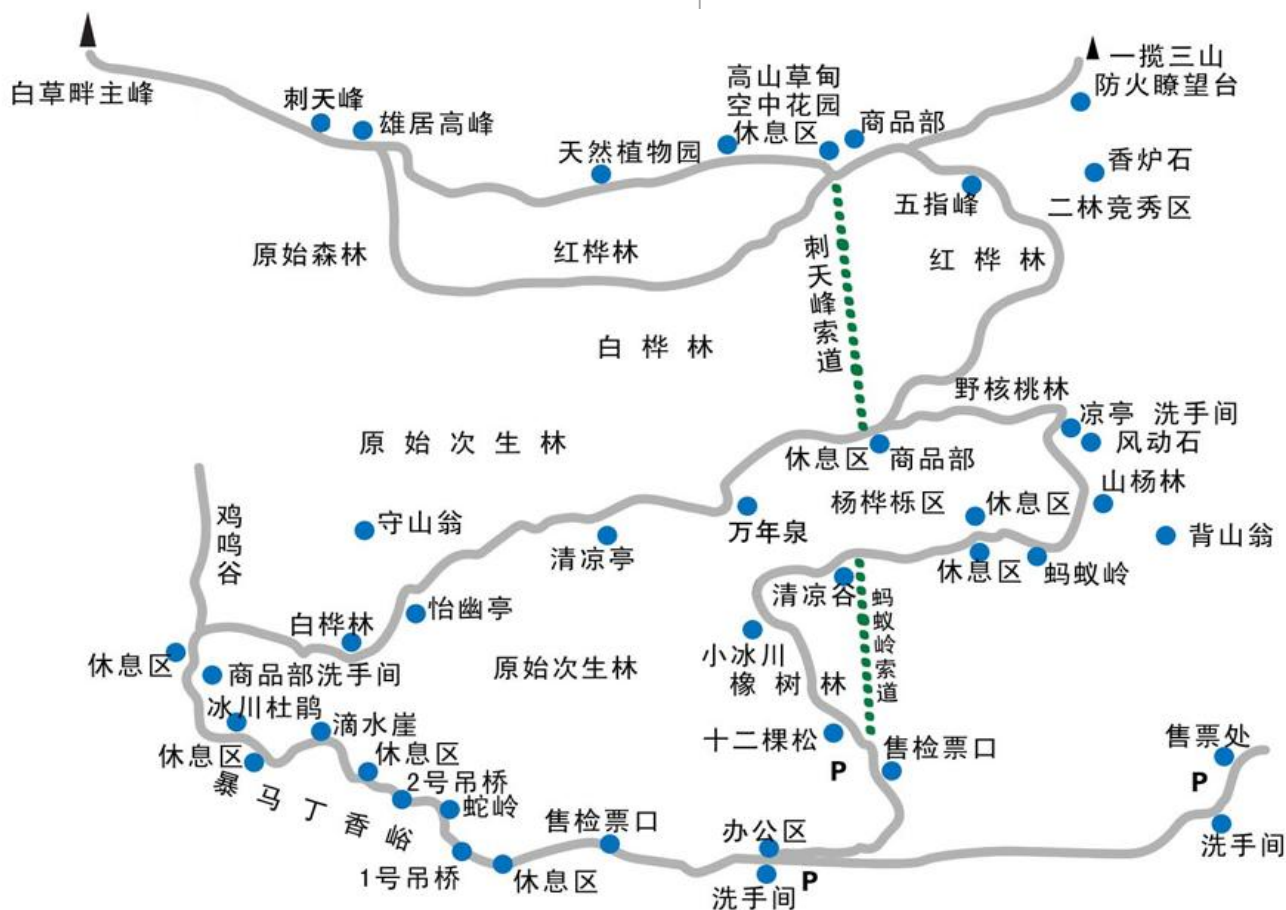 一揽三山
防火瞭望台
白草畔主峰
刺天峰
雄居高峰
高山草甸
空中花园
休息区
商品部
天然植物园
香炉石
五指峰
二林竞秀区
原始森林
红桦林
红桦林
刺天峰索道
白桦林
野核桃林
凉亭 洗手间
风动石
原始次生林
休息区 商品部
山杨林
杨桦栎区
休息区
鸡鸣谷
守山翁
清凉亭
万年泉
背山翁
休息区
蚂蚁岭
清凉谷
蚂蚁岭索道
白桦林
怡幽亭
休息区
商品部洗手间
原始次生林
小冰川
橡树林
冰川杜鹃
滴水崖
十二棵松
售检票口
售票处
休息区
休息区
P
P
暴马丁香峪
2号吊桥
蛇岭
售检票口
办公区
洗手间
1号吊桥
休息区
洗手间
P